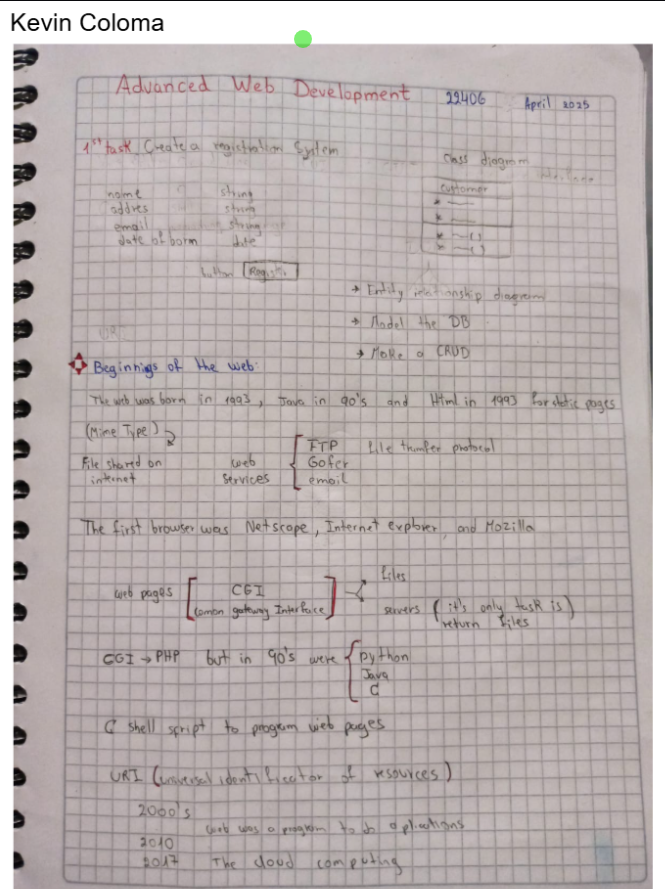 Kevin Coloma
Advanced Web Development 22406 April 2025
1st task Create a registration System
Class diagram
name string
addres string
email string
date of born date
customer
button Registr
→ Entity relationship diagram
→ Model the DB
→ Make a CRUD
Beginnigs of the web:
The web was born in 1993, Java in 90's and Html in 1993 For static pages
(Mime Type)
File shared on
internet
web
Services
FTP file tranfer protocol
Gofer
email
The first browser was Netscape, Internet explorer, and Mozilla
web pages
CGI
(comon gateway Interface)
files
servers (it's only task is
return files)
CGI → PHP but in 90's were
python
Java
C
C shell script to program web pages
URI (universal identificator of resources)
2000's
web was a program to do aplications
2010
2017 The cloud computing